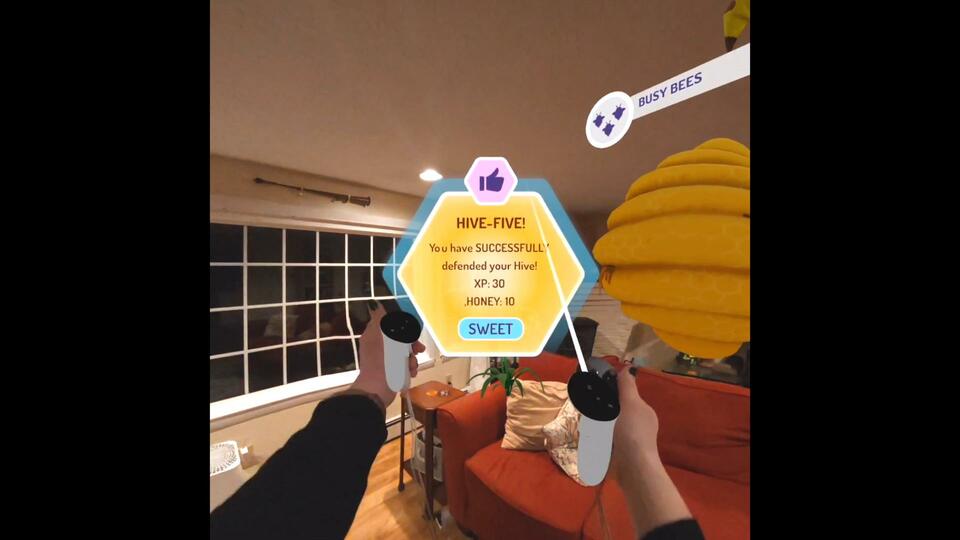 BUSY BEES
HIVE-FIVE!
You have SUCCESSFULLY
defended your Hive!
XP: 30
HONEY: 10
SWEET